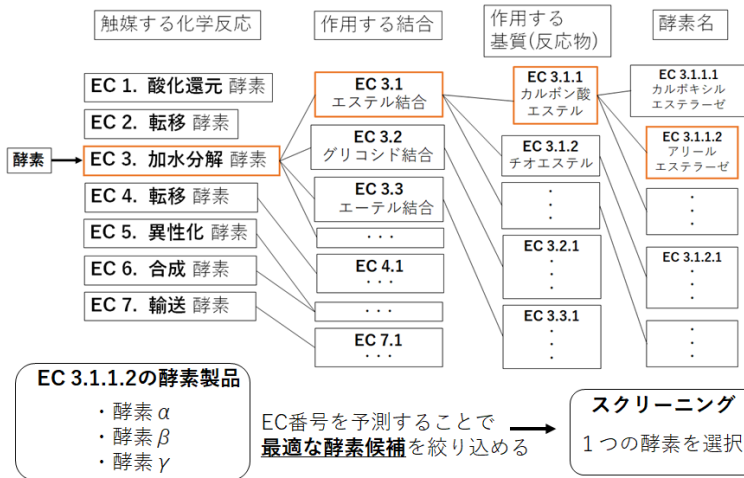 触媒する化学反応
作用する結合
作用する
基質(反応物)
酵素名
酵素
EC 1. 酸化還元 酵素
EC 2. 転移 酵素
EC 3. 加水分解 酵素
EC 4. 転移 酵素
EC 5. 異性化 酵素
EC 6. 合成 酵素
EC 7. 輸送 酵素
EC 3.1
エステル結合
EC 3.2
グリコシド結合
EC 3.3
エーテル結合
・・・
EC 4.1
・・・
・・・
EC 7.1
・・・
EC 3.1.1
カルボン酸
エステル
EC 3.1.2
チオエステル
・
・
・
EC 3.2.1
・
・
・
EC 3.3.1
・
・
・
EC 3.1.1.1
カルボキシル
エステラーゼ
EC 3.1.1.2
アリール
エステラーゼ
・
・
・
EC 3.1.2.1
・
・
・
・
・
・
EC 3.1.1.2の酵素製品
・酵素α
・酵素β
・酵素γ
EC番号を予測することで
最適な酵素候補を絞り込める
スクリーニング
1つの酵素を選択